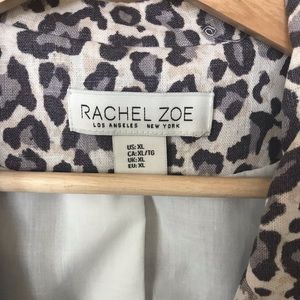 RACHEL ZOE
LOS ANGELES NEW YORK
US: XL
CA: XL/TG
UK: XL
EU: XL